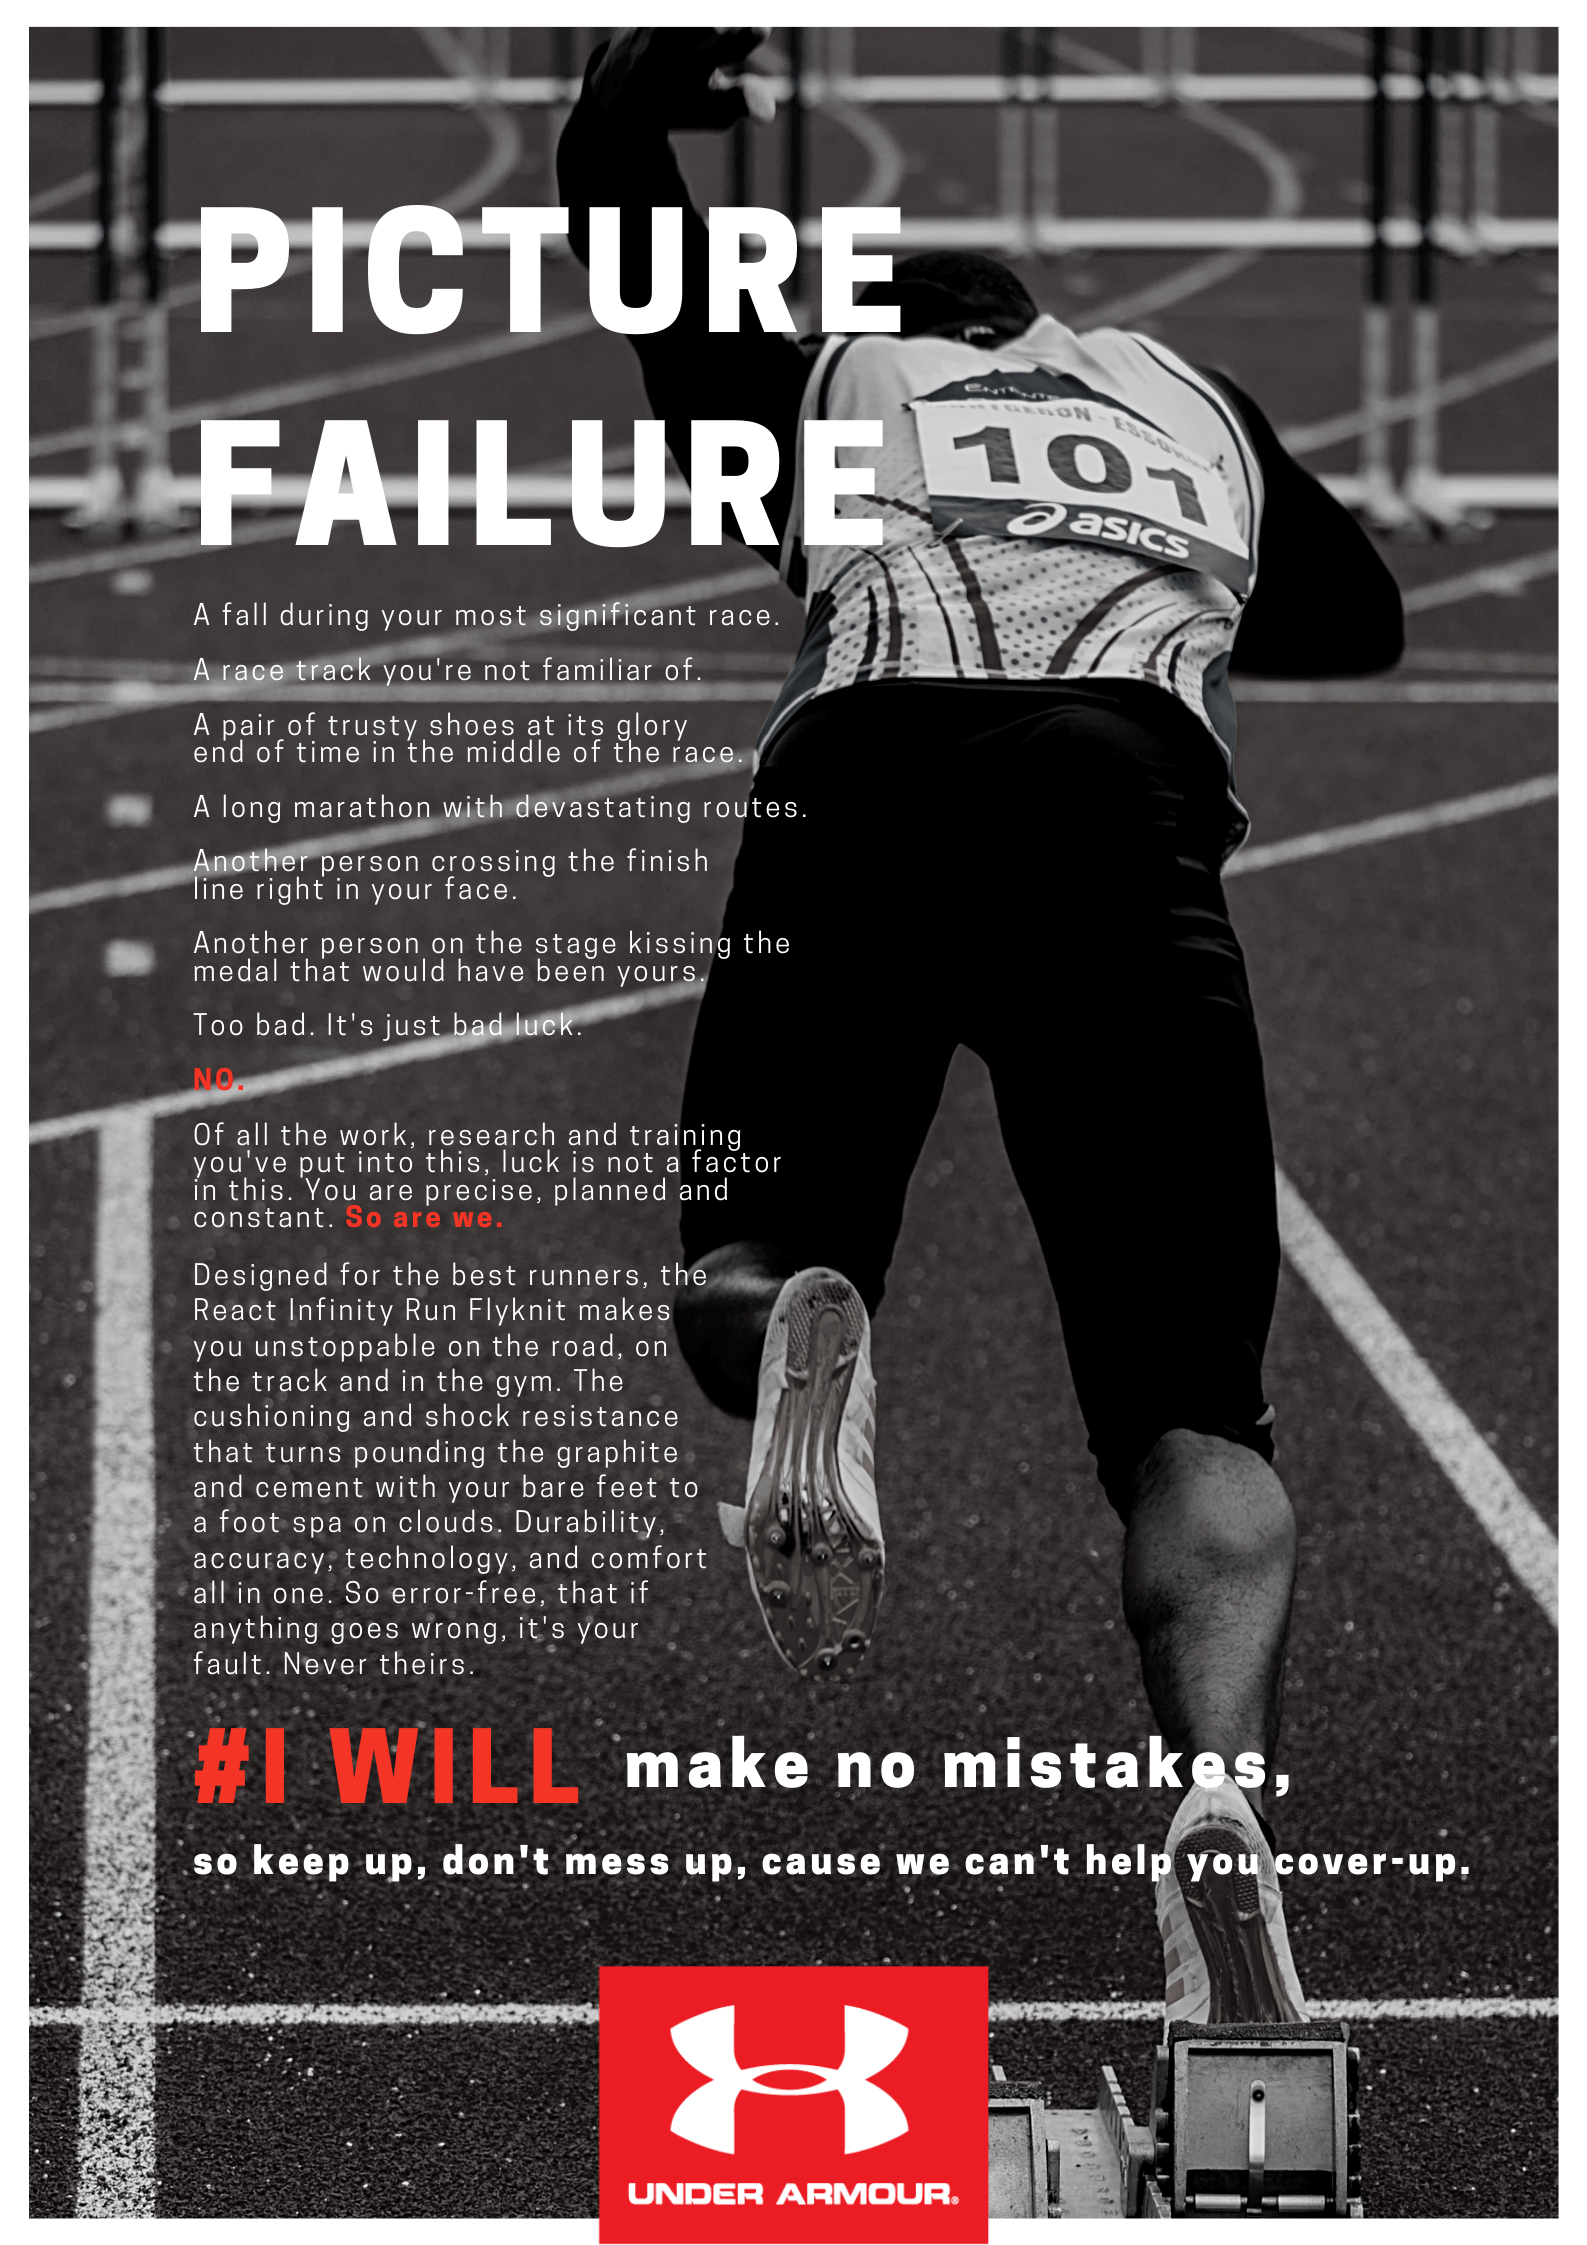 PICTURE
FAILURE
101
asics
A fall during your most significant race.
A race track you're not familiar of.
A pair of trusty shoes at its glory
end of time in the middle of the race.
A long marathon with devastating routes.
Another person crossing the finish
line right in your face.
Another person on the stage kissing the
medal that would have been yours.
Too bad. It's just bad luck.
NO.
Of all the work, research and training
you've put into this, luck is not a factor
in this. You are precise, planned and
constant. So are we.
Designed for the best runners, the
React Infinity Run Flyknit makes
you unstoppable on the road, on
the track and in the gym. The
cushioning and shock resistance
that turns pounding the graphite
and cement with your bare feet to
a foot spa on clouds. Durability,
accuracy, technology, and comfort
all in one. So error-free, that if
anything goes wrong, it's your
fault. Never theirs.
#I WILL make no mistakes,
so keep up, don't mess up, cause we can't help you cover-up.
UNDER ARMOUR®